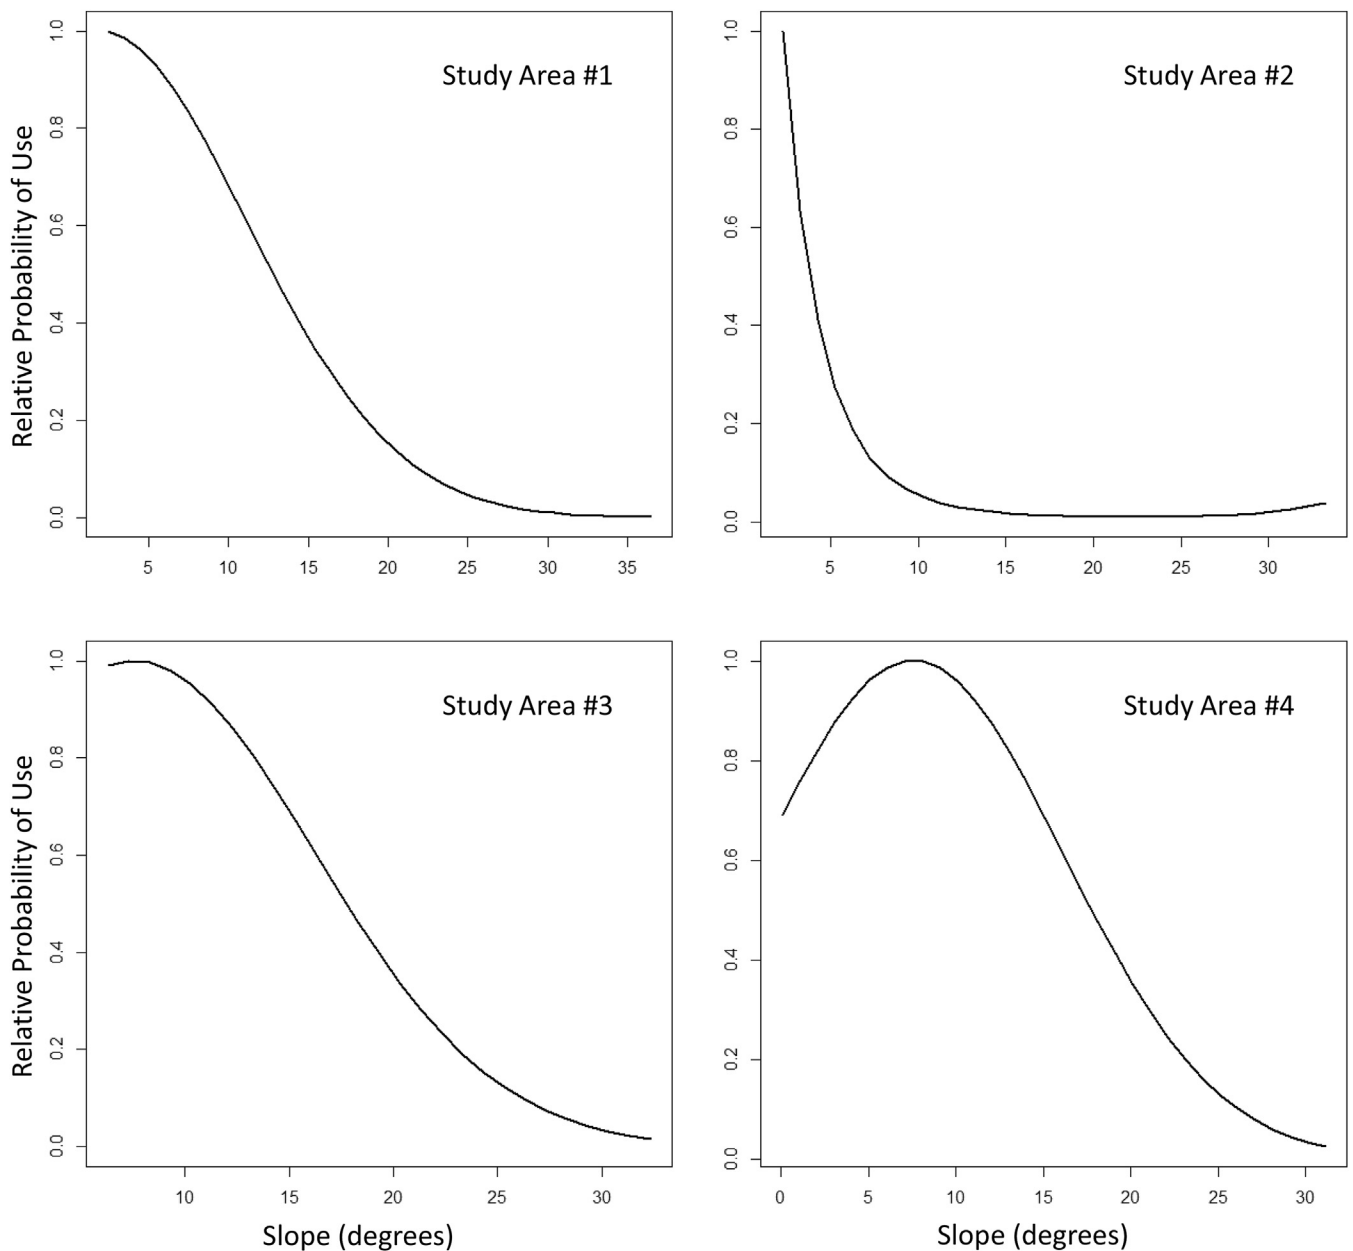 Study Area #1
Relative Probability of Use
1.0
0.8
0.6
0.4
0.2
0.0
5 10 15 20 25 30 35
Study Area #2
1.0
0.8
0.6
0.4
0.2
0.0
5 10 15 20 25 30
Study Area #3
Relative Probability of Use
1.0
0.8
0.6
0.4
0.2
0.0
10 15 20 25 30
Slope (degrees)
Study Area #4
1.0
0.8
0.6
0.4
0.2
0.0
0 5 10 15 20 25 30
Slope (degrees)